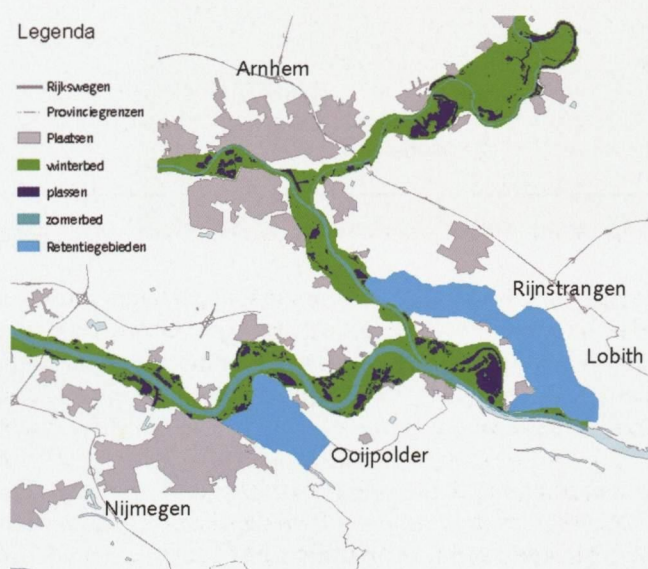 Legenda
Rijkswegen
Provinciegrenzen
Plaatsen
winterbed
plassen
zomerbed
Retentiegebieden
Arnhem
Rijnstrangen
Lobith
Ooijpolder
Nijmegen